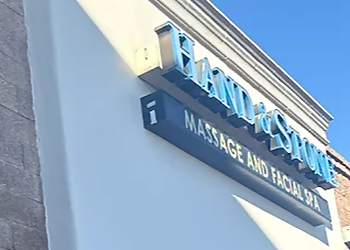 HAND & STONE
MASSAGE AND FACIAL SPA